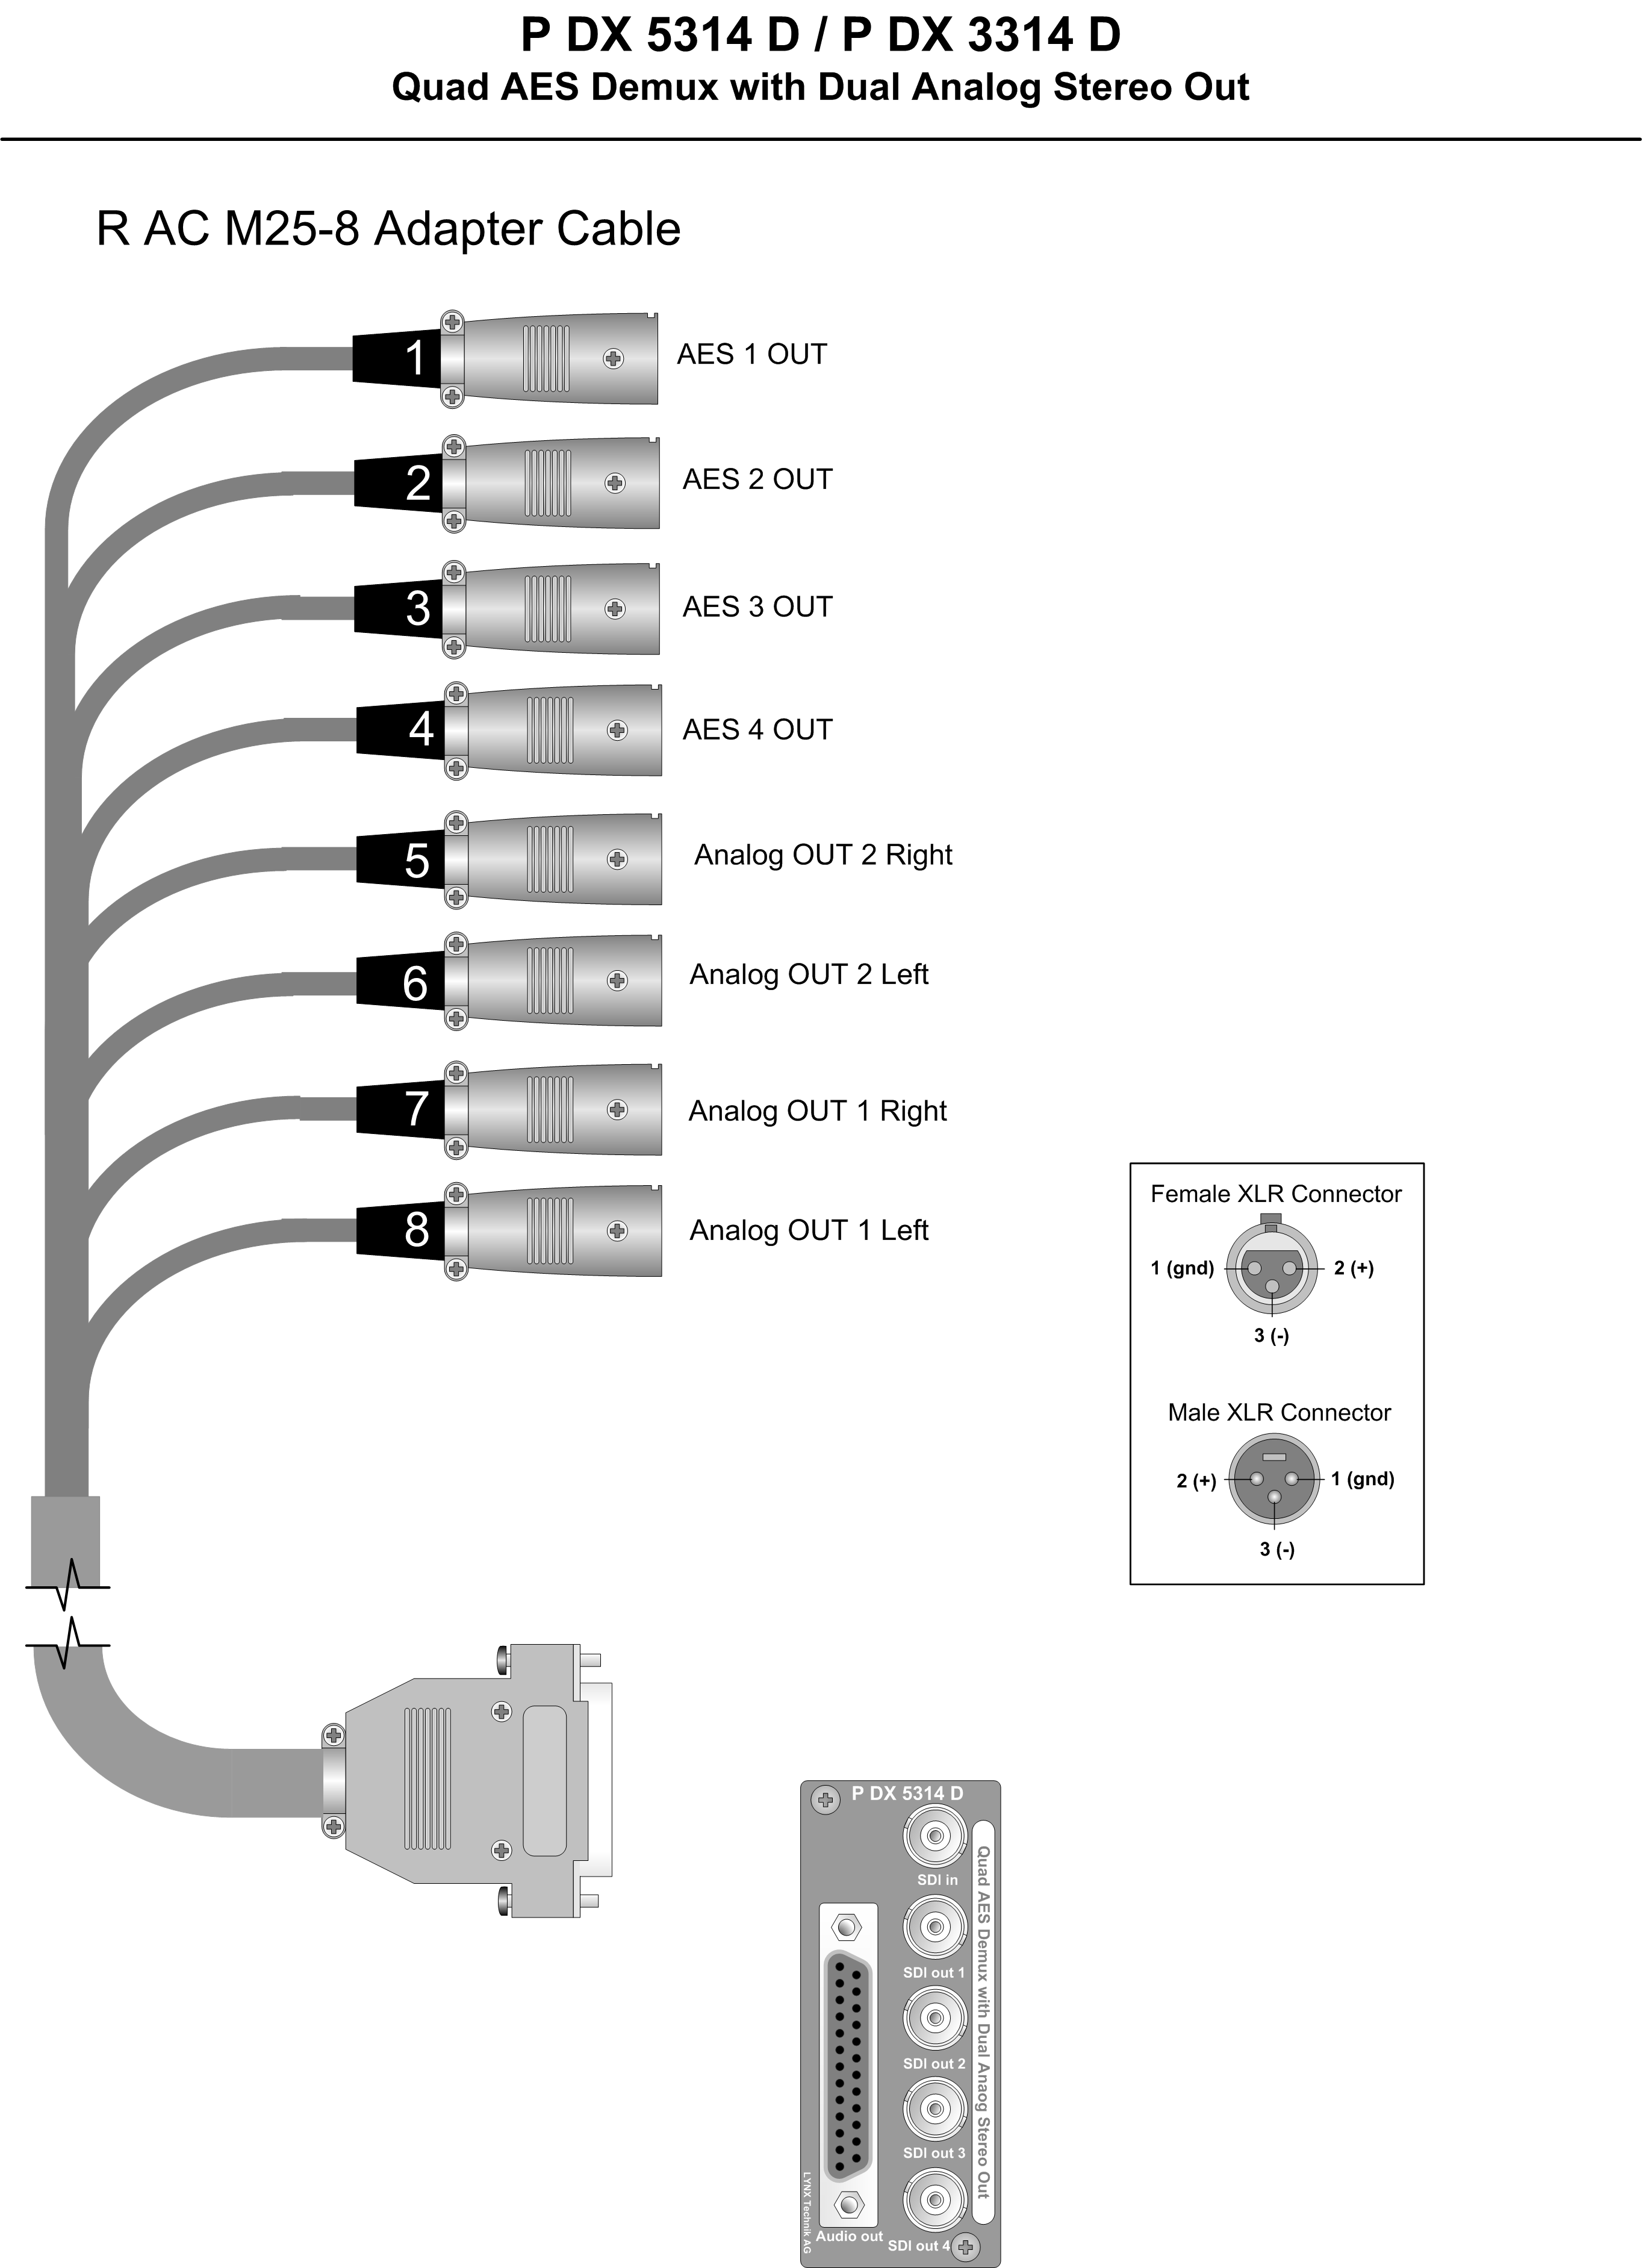 P DX 5314 D / P DX 3314 D
Quad AES Demux with Dual Analog Stereo Out
R AC M25-8 Adapter Cable
1
AES 1 OUT
2
AES 2 OUT
3
AES 3 OUT
4
AES 4 OUT
5
Analog OUT 2 Right
6
Analog OUT 2 Left
7
Analog OUT 1 Right
8
Analog OUT 1 Left
Female XLR Connector
1 (gnd)
2 (+)
3 (-)
Male XLR Connector
2 (+)
1 (gnd)
3 (-)
P DX 5314 D
SDI in
SDI out 1
SDI out 2
SDI out 3
SDI out 4
Audio out
Quad AES Demux with Dual Anaog Stereo Out
LYNX Technik AG